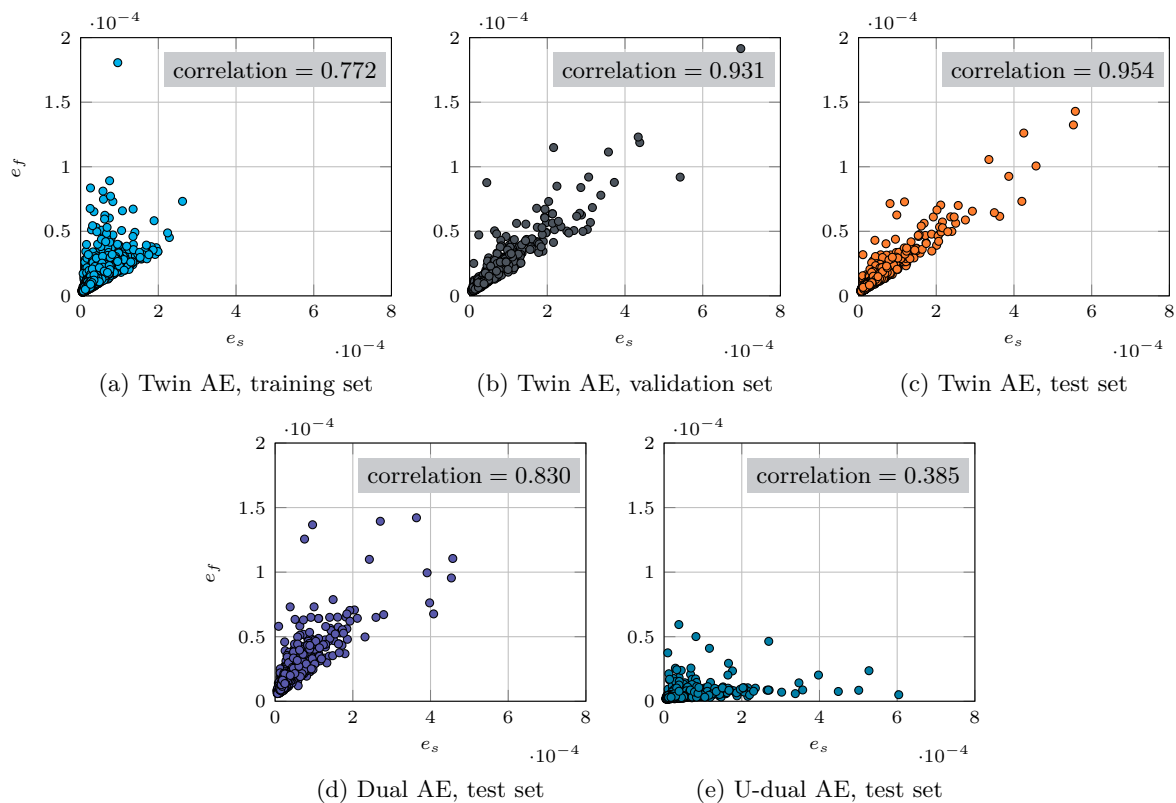 ·10⁻⁴ ·10⁻⁴ ·10⁻⁴
2 2 2
correlation = 0.772 correlation = 0.931 correlation = 0.954
1.5 1.5 1.5
e_f 1 1 1
0.5 0.5 0.5
0 0 0
0 2 4 6 8 0 2 4 6 8 0 2 4 6 8
e_s e_s e_s
·10⁻⁴ ·10⁻⁴ ·10⁻⁴
(a) Twin AE, training set (b) Twin AE, validation set (c) Twin AE, test set
·10⁻⁴ ·10⁻⁴
2 2
correlation = 0.830 correlation = 0.385
1.5 1.5
e_f 1 1
0.5 0.5
0 0
0 2 4 6 8 0 2 4 6 8
e_s e_s
·10⁻⁴ ·10⁻⁴
(d) Dual AE, test set (e) U-dual AE, test set